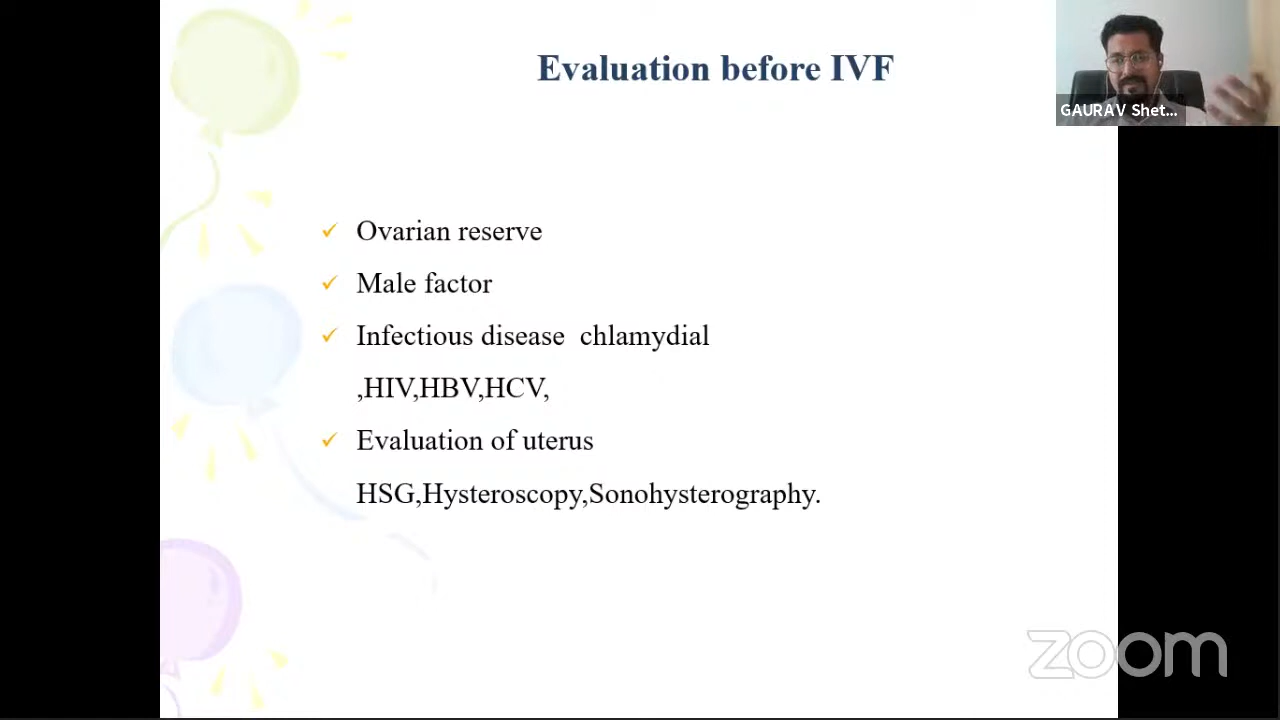 Evaluation before IVF
GAURAV Shet...
Ovarian reserve
Male factor
Infectious disease  chlamydial
,HIV,HBV,HCV,
Evaluation of uterus
HSG,Hysteroscopy,Sonohysterography.
zoom